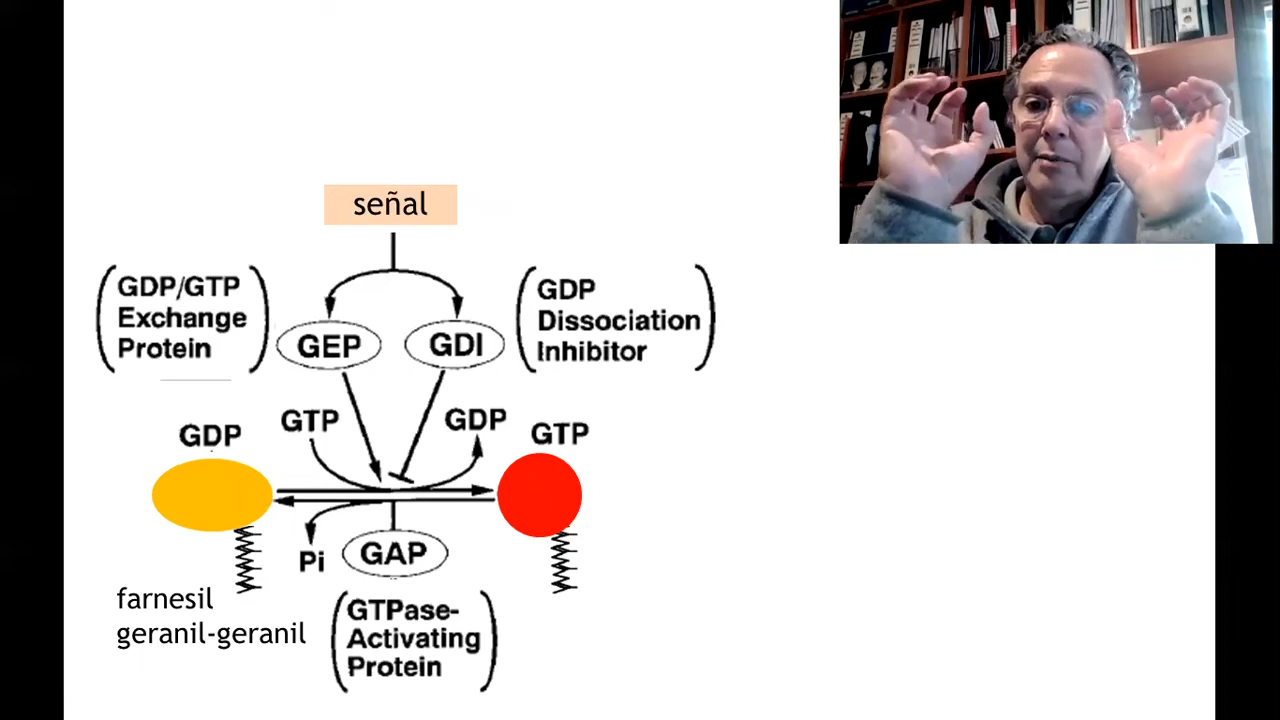 señal
GDP/GTP
Exchange
Protein
GEP
GDI
GDP
Dissociation
Inhibitor
GDP
GTP
GDP
GTP
Pi
GAP
farnesil
geranil-geranil
GTPase-
Activating
Protein